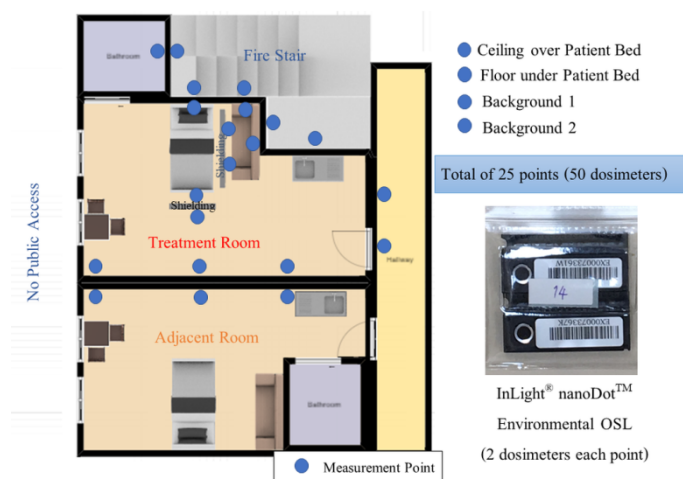 Bathroom
Fire Stair
Shielding
Shielding
Treatment Room
Hallway
No Public Access
Adjacent Room
Bathroom
Measurement Point
Ceiling over Patient Bed
Floor under Patient Bed
Background 1
Background 2
Total of 25 points (50 dosimeters)
EX00073361W
14
EX00073367K
InLight® nanoDot™
Environmental OSL
(2 dosimeters each point)